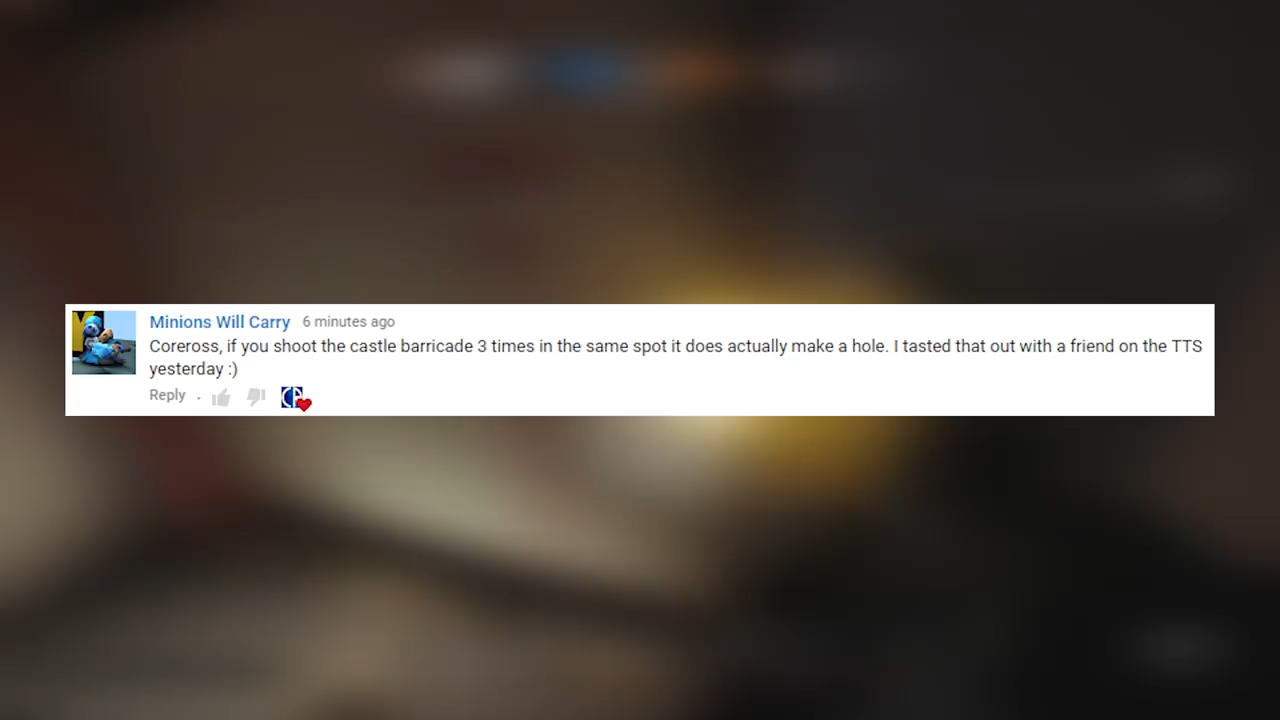 Minions Will Carry 6 minutes ago
Coreross, if you shoot the castle barricade 3 times in the same spot it does actually make a hole. I tasted that out with a friend on the TTS
yesterday :)
Reply .